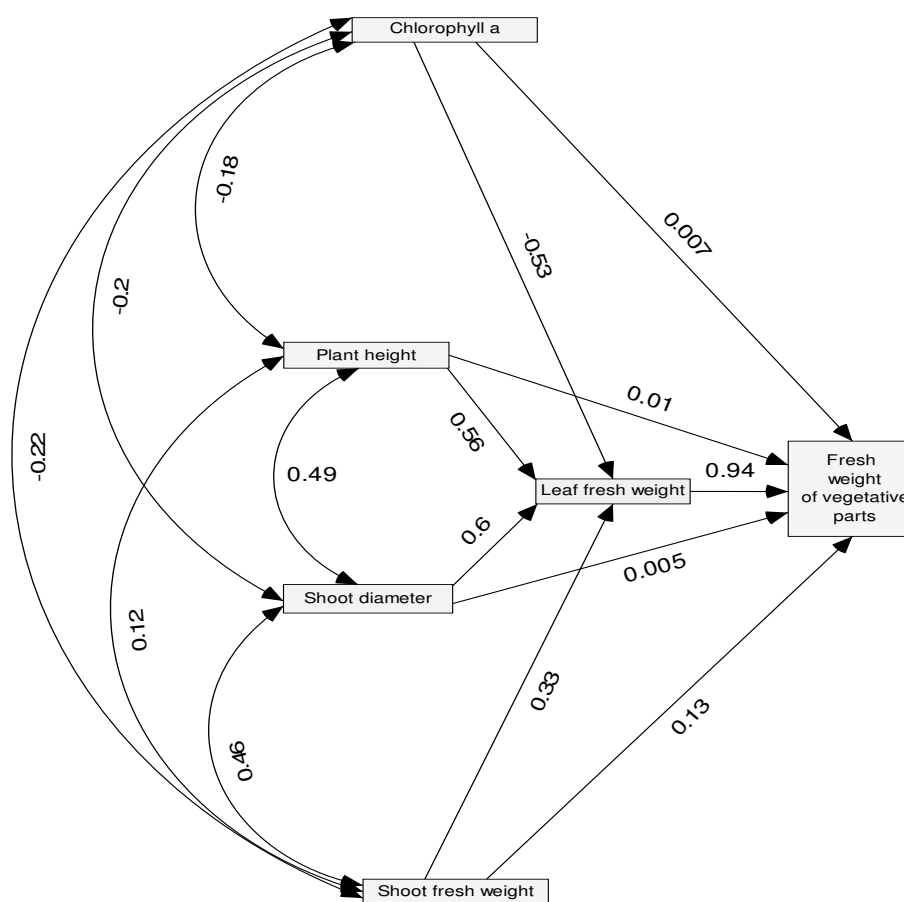 Chlorophyll a
-0.18
0.007
-0.53
-0.2
Plant height
0.01
0.56
-0.22
0.49
Leaf fresh weight
0.94
Fresh
weight
of vegetative
parts
0.6
0.005
Shoot diameter
0.12
0.33
0.13
0.46
Shoot fresh weight